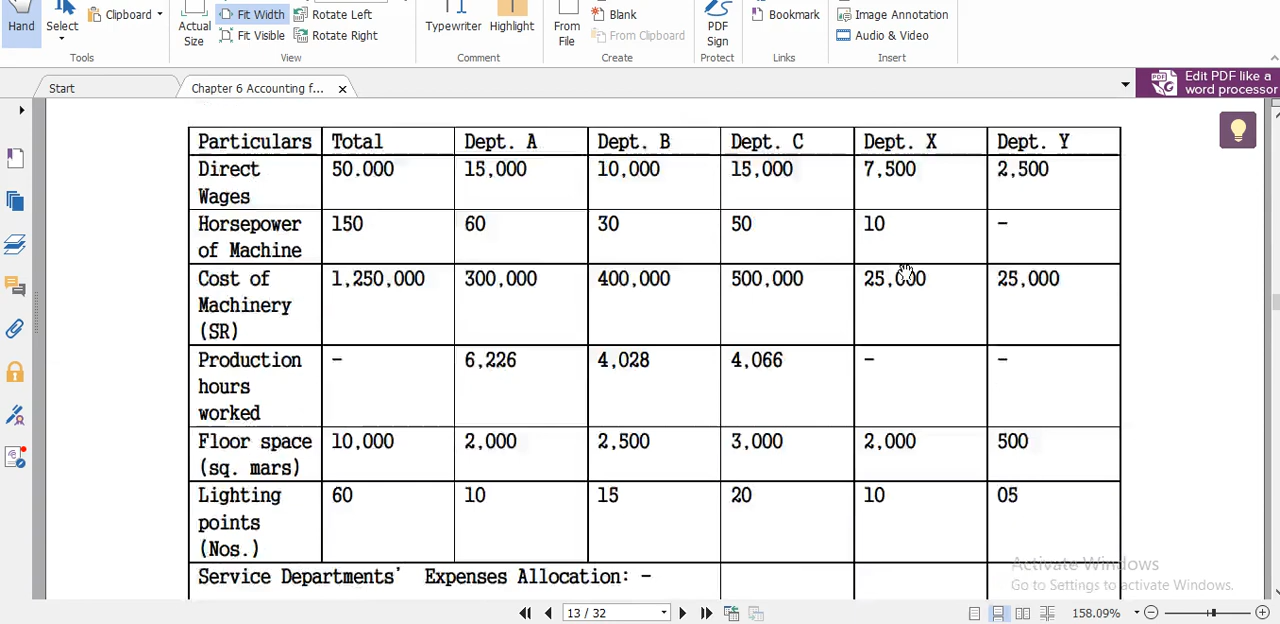 Hand
Select
Clipboard
Tools
Actual
Size
Fit Width
Fit Visible
Rotate Left
Rotate Right
View
Typewriter
Highlight
Comment
From
File
Blank
From Clipboard
Create
PDF
Sign
Protect
Bookmark
Links
Image Annotation
Audio & Video
Insert
Start
Chapter 6 Accounting f...
Edit PDF like a
word processor
Particulars Total Dept. A Dept. B Dept. C Dept. X Dept. Y
Direct 50.000 15,000 10,000 15,000 7,500 2,500
Wages
Horsepower 150 60 30 50 10 -
of Machine
Cost of 1,250,000 300,000 400,000 500,000 25,000 25,000
Machinery
(SR)
Production - 6,226 4,028 4,066 - -
hours
worked
Floor space 10,000 2,000 2,500 3,000 2,000 500
(sq. mars)
Lighting 60 10 15 20 10 05
points
(Nos.)
Service Departments' Expenses Allocation: -
Activate Windows
Go to Settings to activate Windows.
13 / 32
158.09%